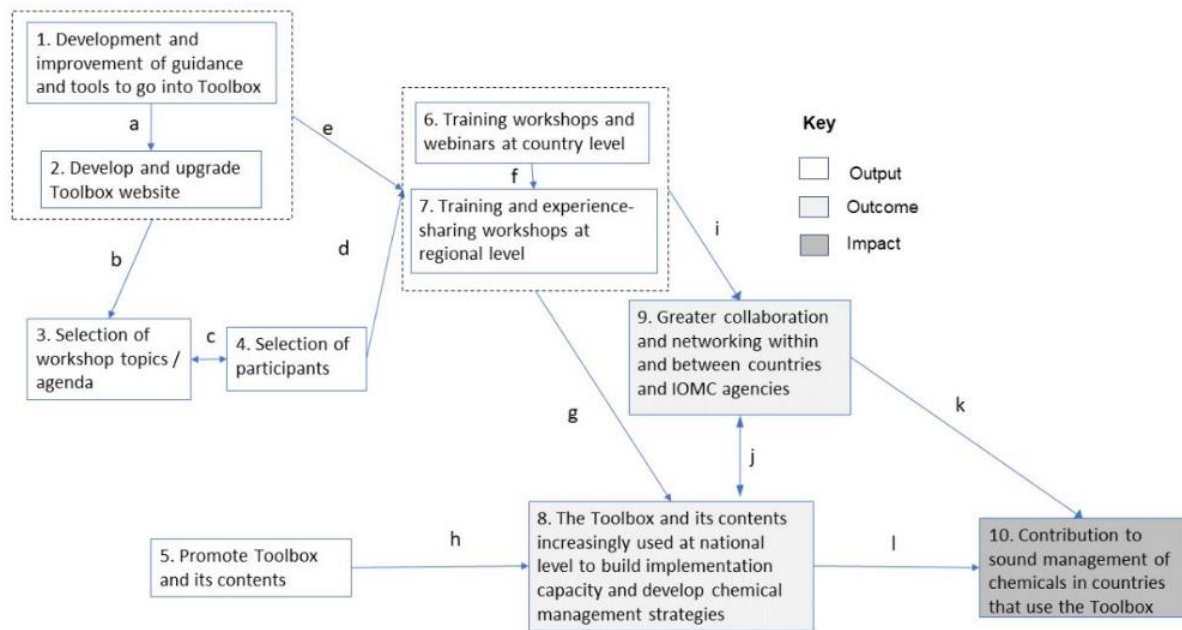 1. Development and
improvement of guidance
and tools to go into Toolbox
a
2. Develop and upgrade
Toolbox website
b
3. Selection of
workshop topics /
agenda
c
4. Selection of
participants
d
e
6. Training workshops and
webinars at country level
f
7. Training and experience-
sharing workshops at
regional level
Key
Output
Outcome
Impact
i
9. Greater collaboration
and networking within
and between countries
and IOMC agencies
g
j
k
5. Promote Toolbox
and its contents
h
8. The Toolbox and its contents
increasingly used at national
level to build implementation
capacity and develop chemical
management strategies
l
10. Contribution to
sound management of
chemicals in countries
that use the Toolbox